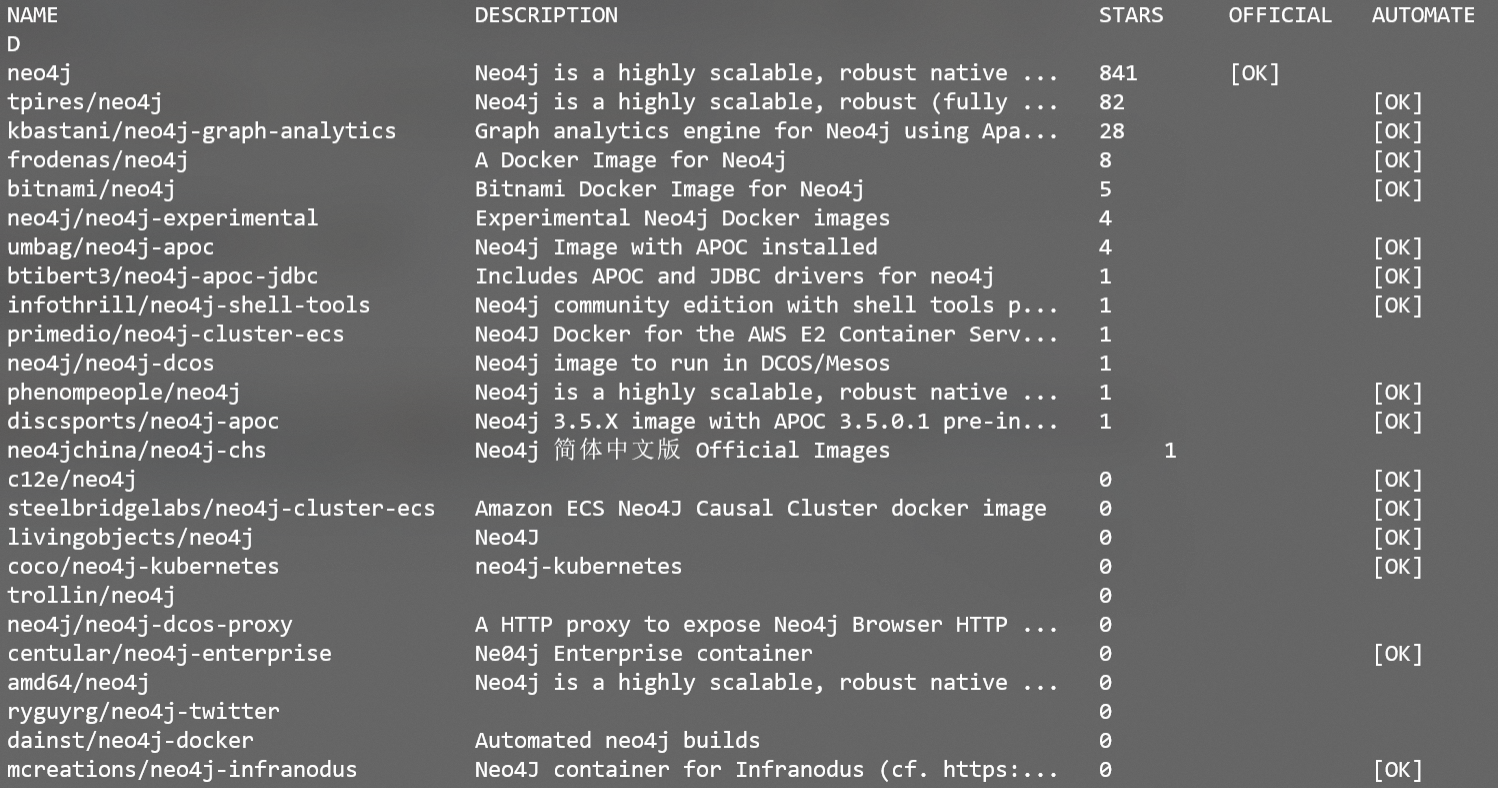 NAME DESCRIPTION STARS OFFICIAL AUTOMATE
D
neo4j Neo4j is a highly scalable, robust native ... 841 [OK]
tpires/neo4j Neo4j is a highly scalable, robust (fully ... 82 [OK]
kbastani/neo4j-graph-analytics Graph analytics engine for Neo4j using Apa... 28 [OK]
frodenas/neo4j A Docker Image for Neo4j 8 [OK]
bitnami/neo4j Bitnami Docker Image for Neo4j 5 [OK]
neo4j/neo4j-experimental Experimental Neo4j Docker images 4
umbag/neo4j-apoc Neo4j Image with APOC installed 4 [OK]
btibert3/neo4j-apoc-jdbc Includes APOC and JDBC drivers for neo4j 1 [OK]
infothrill/neo4j-shell-tools Neo4j community edition with shell tools p... 1 [OK]
primedio/neo4j-cluster-ecs Neo4J Docker for the AWS E2 Container Serv... 1
neo4j/neo4j-dcos Neo4j image to run in DCOS/Mesos 1
phenompeople/neo4j Neo4j is a highly scalable, robust native ... 1 [OK]
discsports/neo4j-apoc Neo4j 3.5.X image with APOC 3.5.0.1 pre-in... 1 [OK]
neo4jchina/neo4j-chs Neo4j 简体中文版 Official Images 1
c12e/neo4j 0 [OK]
steelbridgelabs/neo4j-cluster-ecs Amazon ECS Neo4J Causal Cluster docker image 0 [OK]
livingobjects/neo4j Neo4J 0 [OK]
coco/neo4j-kubernetes neo4j-kubernetes 0 [OK]
trollin/neo4j 0
neo4j/neo4j-dcos-proxy A HTTP proxy to expose Neo4j Browser HTTP ... 0
centular/neo4j-enterprise Ne04j Enterprise container 0 [OK]
amd64/neo4j Neo4j is a highly scalable, robust native ... 0
ryguyrg/neo4j-twitter 0
dainst/neo4j-docker Automated neo4j builds 0
mcreations/neo4j-infranodus Neo4J container for Infranodus (cf. https:... 0 [OK]